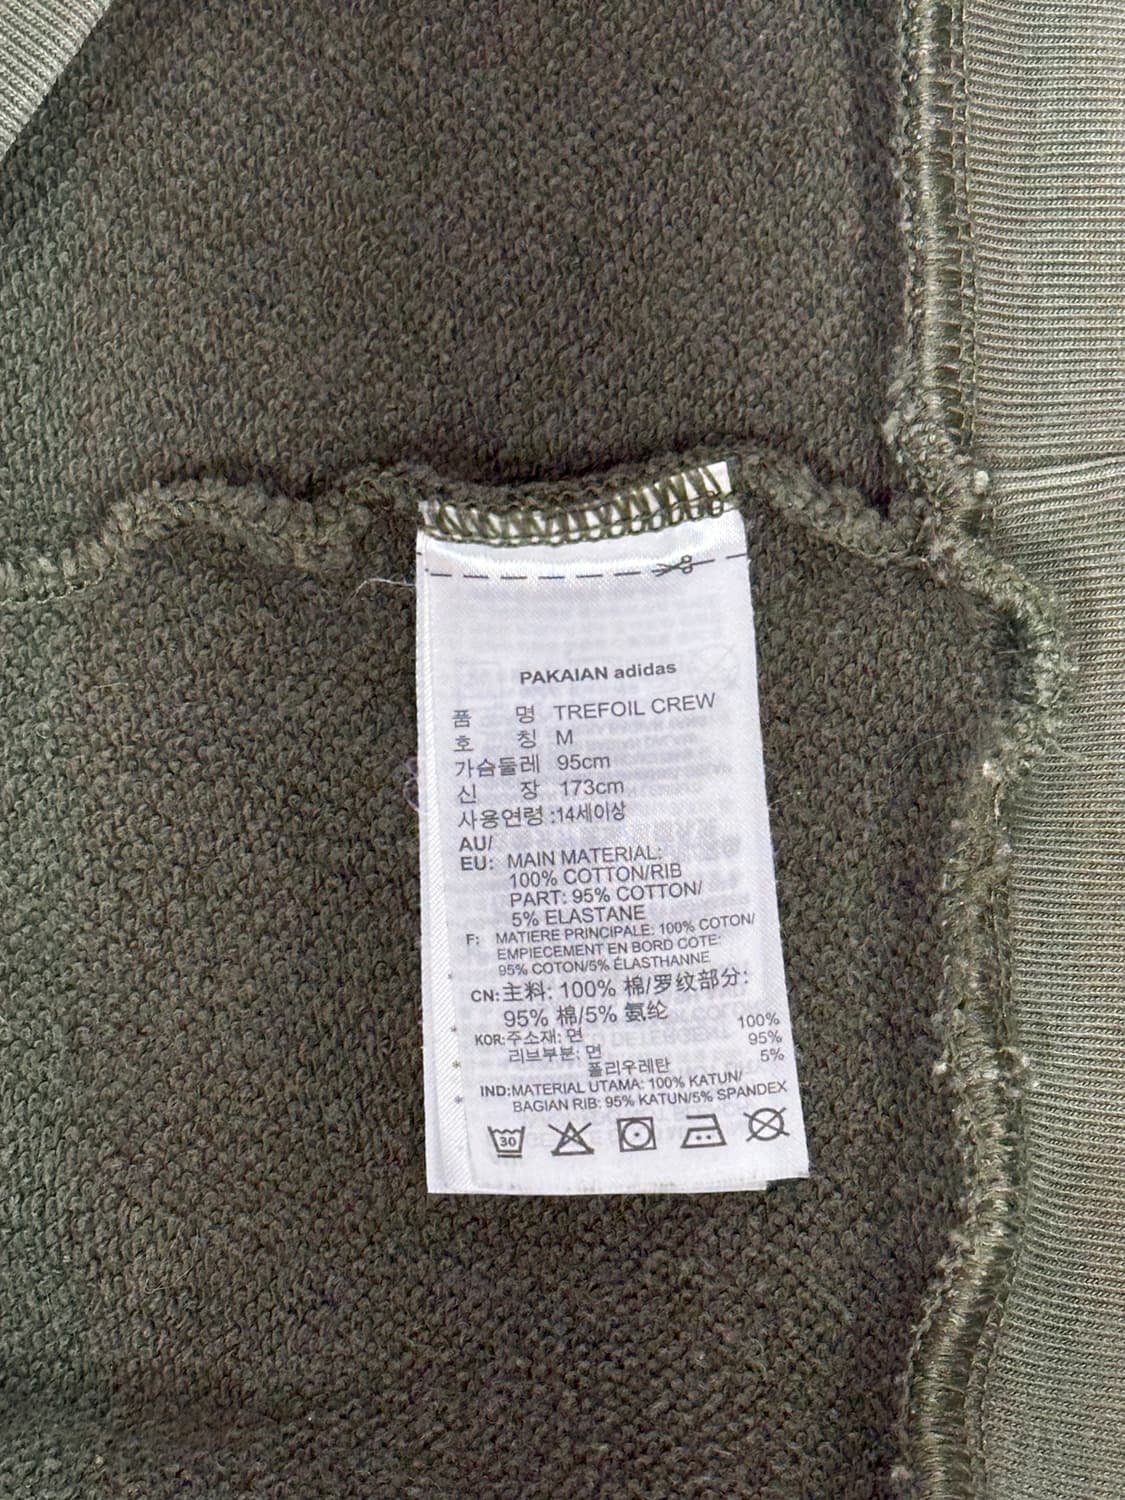 PAKAIAN adidas
품 명 TREFOIL CREW
호 칭 M
가슴둘레 95cm
신 장 173cm
사용연령 :14세이상
AU/
EU: MAIN MATERIAL:
100% COTTON/RIB
PART: 95% COTTON/
5% ELASTANE
F: MATIERE PRINCIPALE: 100% COTON/
EMPIECEMENT EN BORD COTE:
95% COTON/5% ÉLASTHANNE
CN: 主料: 100% 棉/罗纹部分:
95% 棉/5% 氨纶
KOR: 주소재: 면 100%
리브부분: 면 95%
폴리우레탄 5%
IND: MATERIAL UTAMA: 100% KATUN/
BAGIAN RIB: 95% KATUN/5% SPANDEX
30